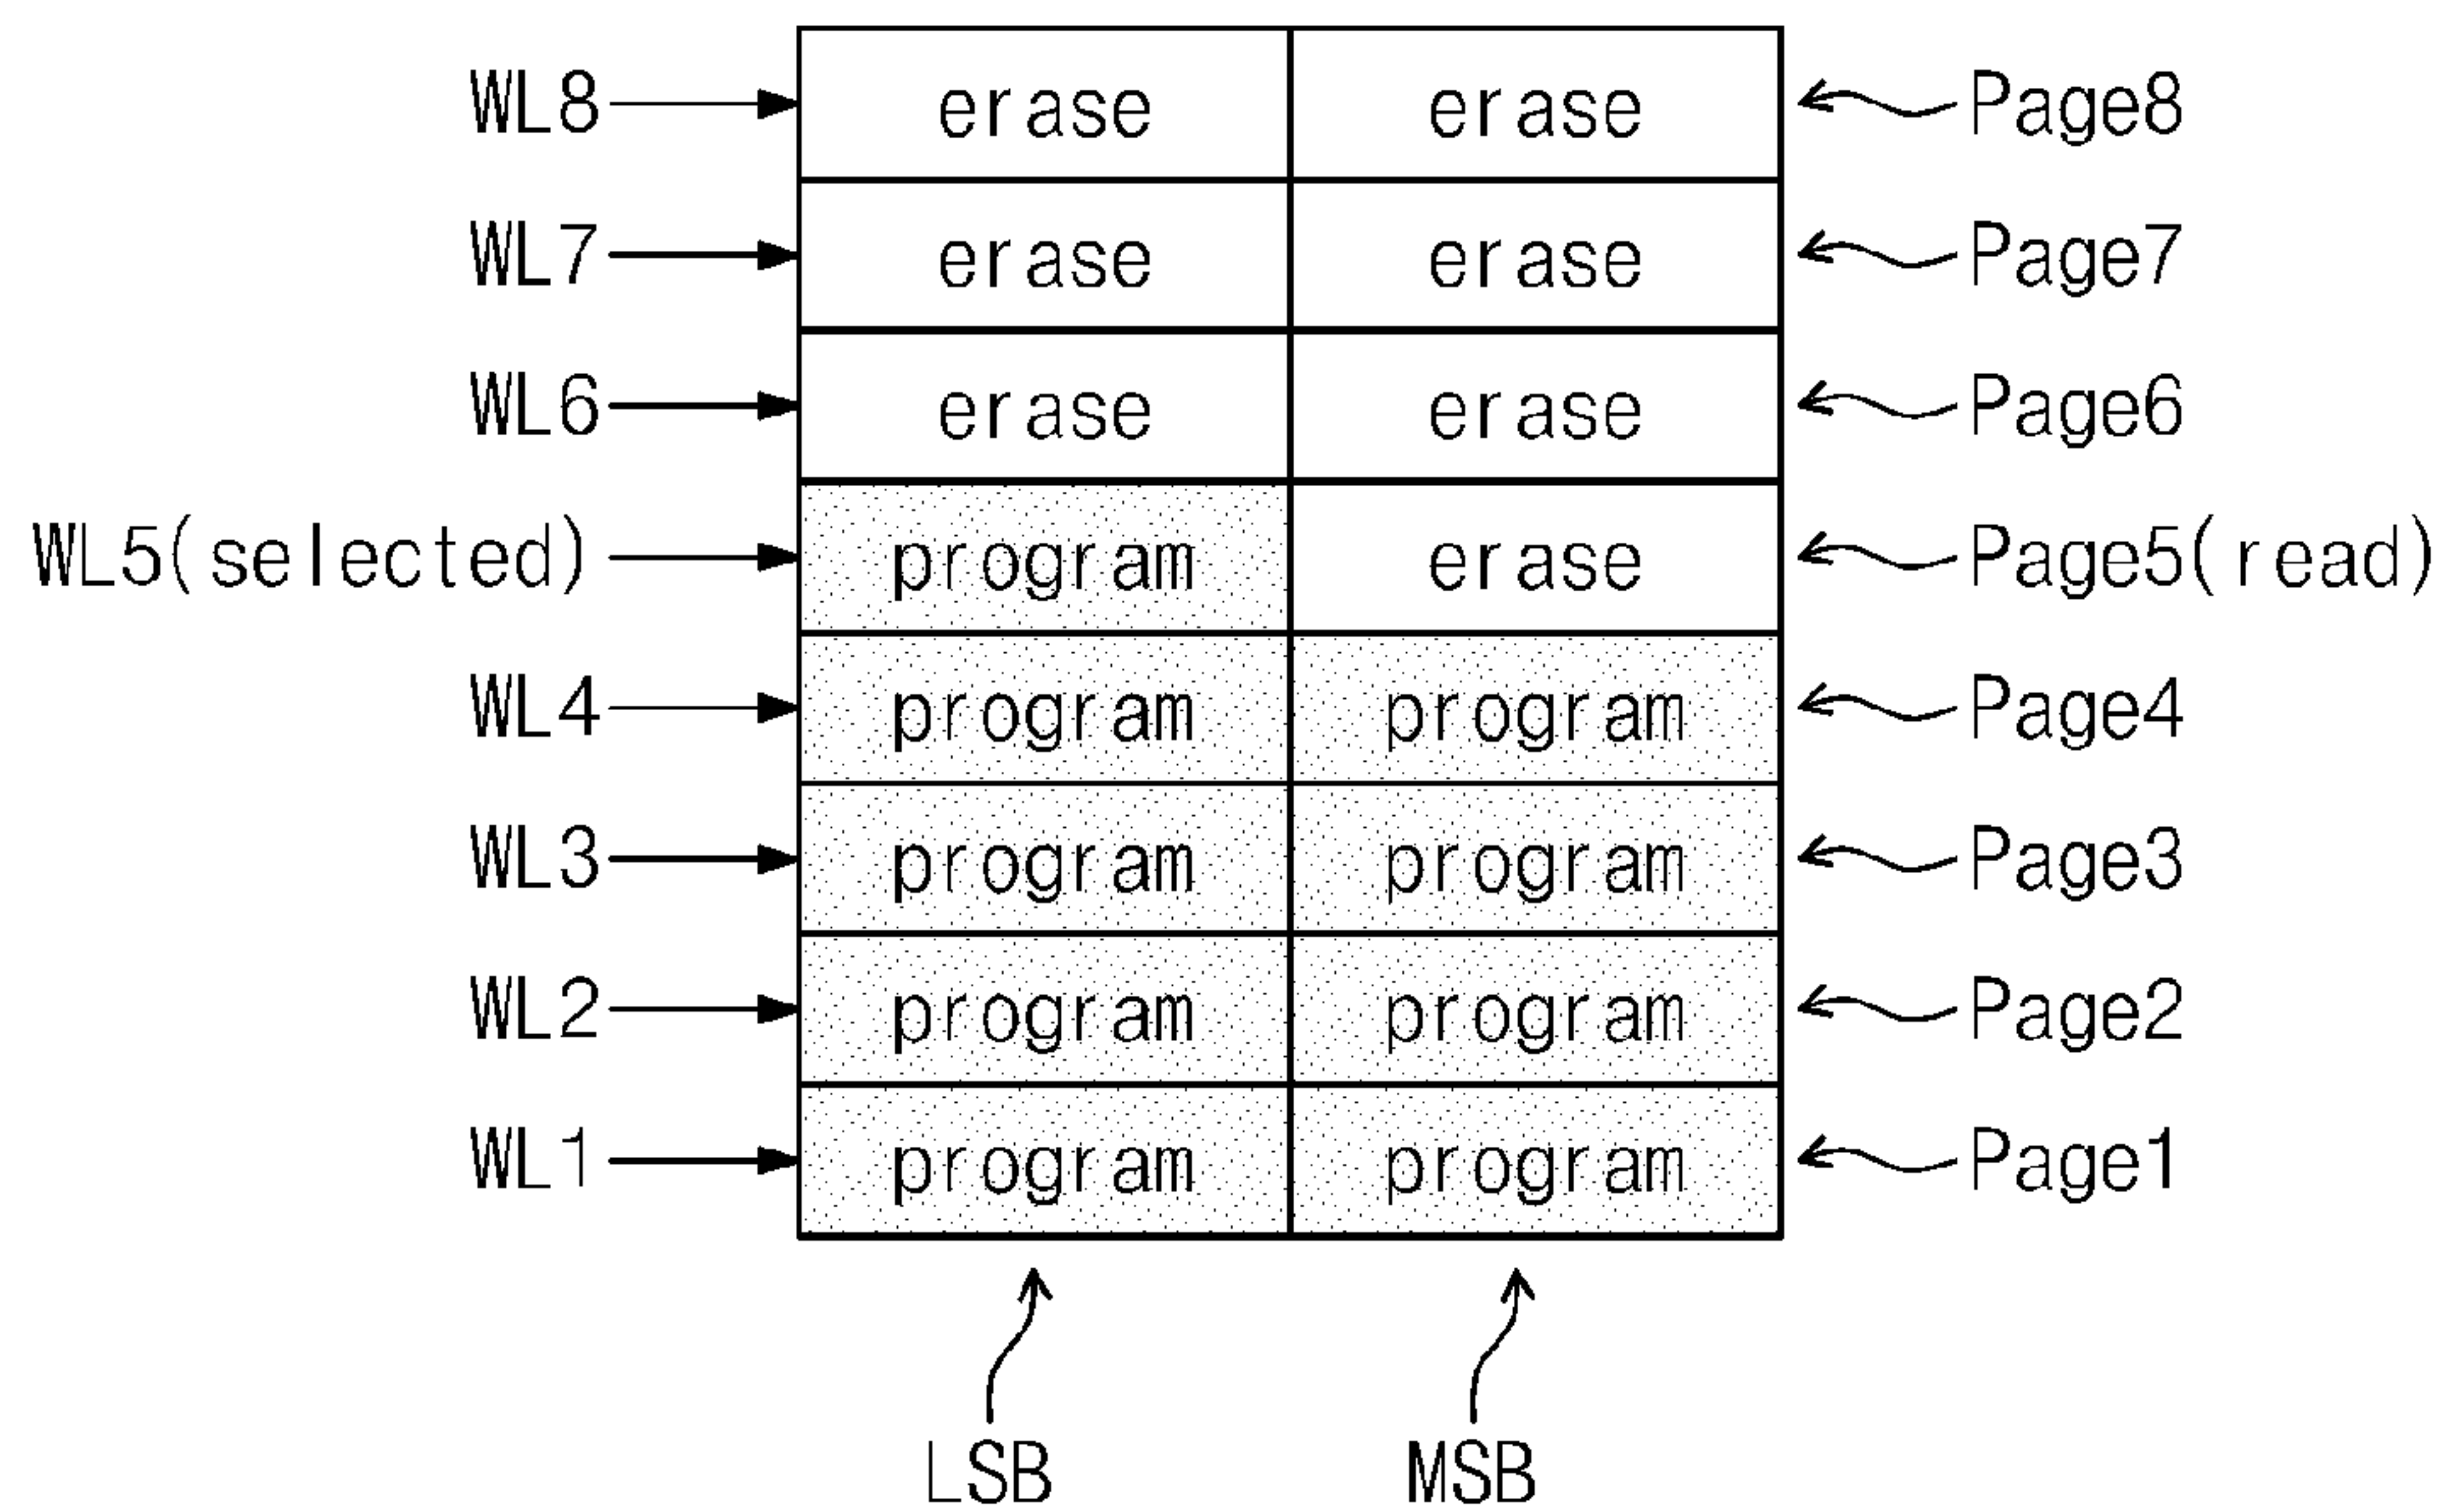 WL8 erase erase Page8
WL7 erase erase Page7
WL6 erase erase Page6
WL5(selected) program erase Page5(read)
WL4 program program Page4
WL3 program program Page3
WL2 program program Page2
WL1 program program Page1
LSB MSB